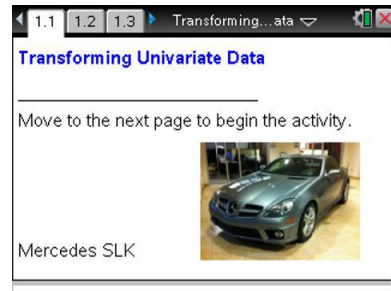 1.1 1.2 1.3 Transforming...ata
Transforming Univariate Data
Move to the next page to begin the activity.
Mercedes SLK